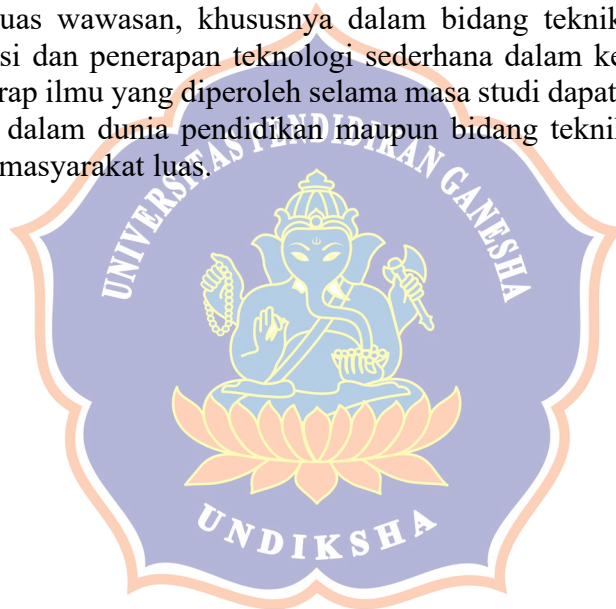 uas wawasan, khususnya dalam bidang teknik
si dan penerapan teknologi sederhana dalam ke
rap ilmu yang diperoleh selama masa studi dapat
dalam dunia pendidikan maupun bidang teknik
masyarakat luas.
UNIVERSITAS PENDIDIKAN GANESHA
UNDIKSHA